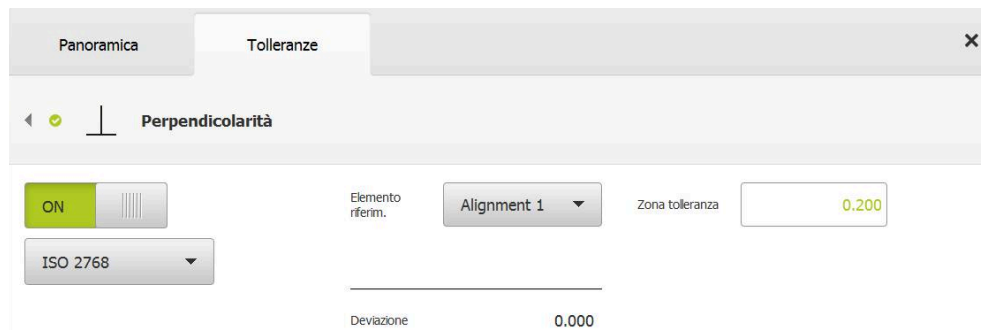 Panoramica
Tolleranze
Perpendicolarità
ON
Elemento
riferim.
Alignment 1
Zona tolleranza
0.200
ISO 2768
Deviazione
0.000